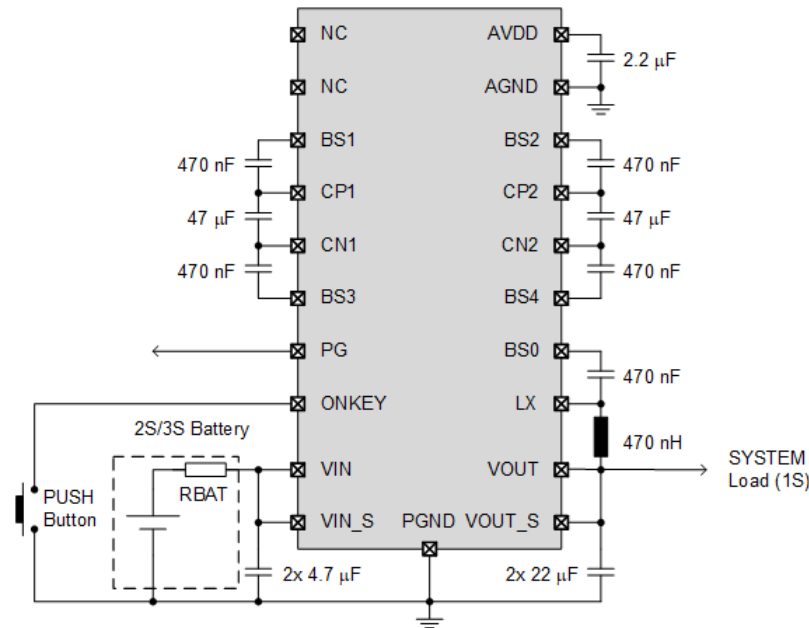 NC AVDD
2.2 μF
NC AGND
BS1 BS2
470 nF 470 nF
CP1 CP2
47 μF 47 μF
CN1 CN2
470 nF 470 nF
BS3 BS4
PG BS0
470 nF
ONKEY LX
2S/3S Battery
470 nH
VIN VOUT
SYSTEM
Load (1S)
RBAT
PUSH
Button
VIN_S PGND VOUT_S
2x 4.7 μF 2x 22 μF